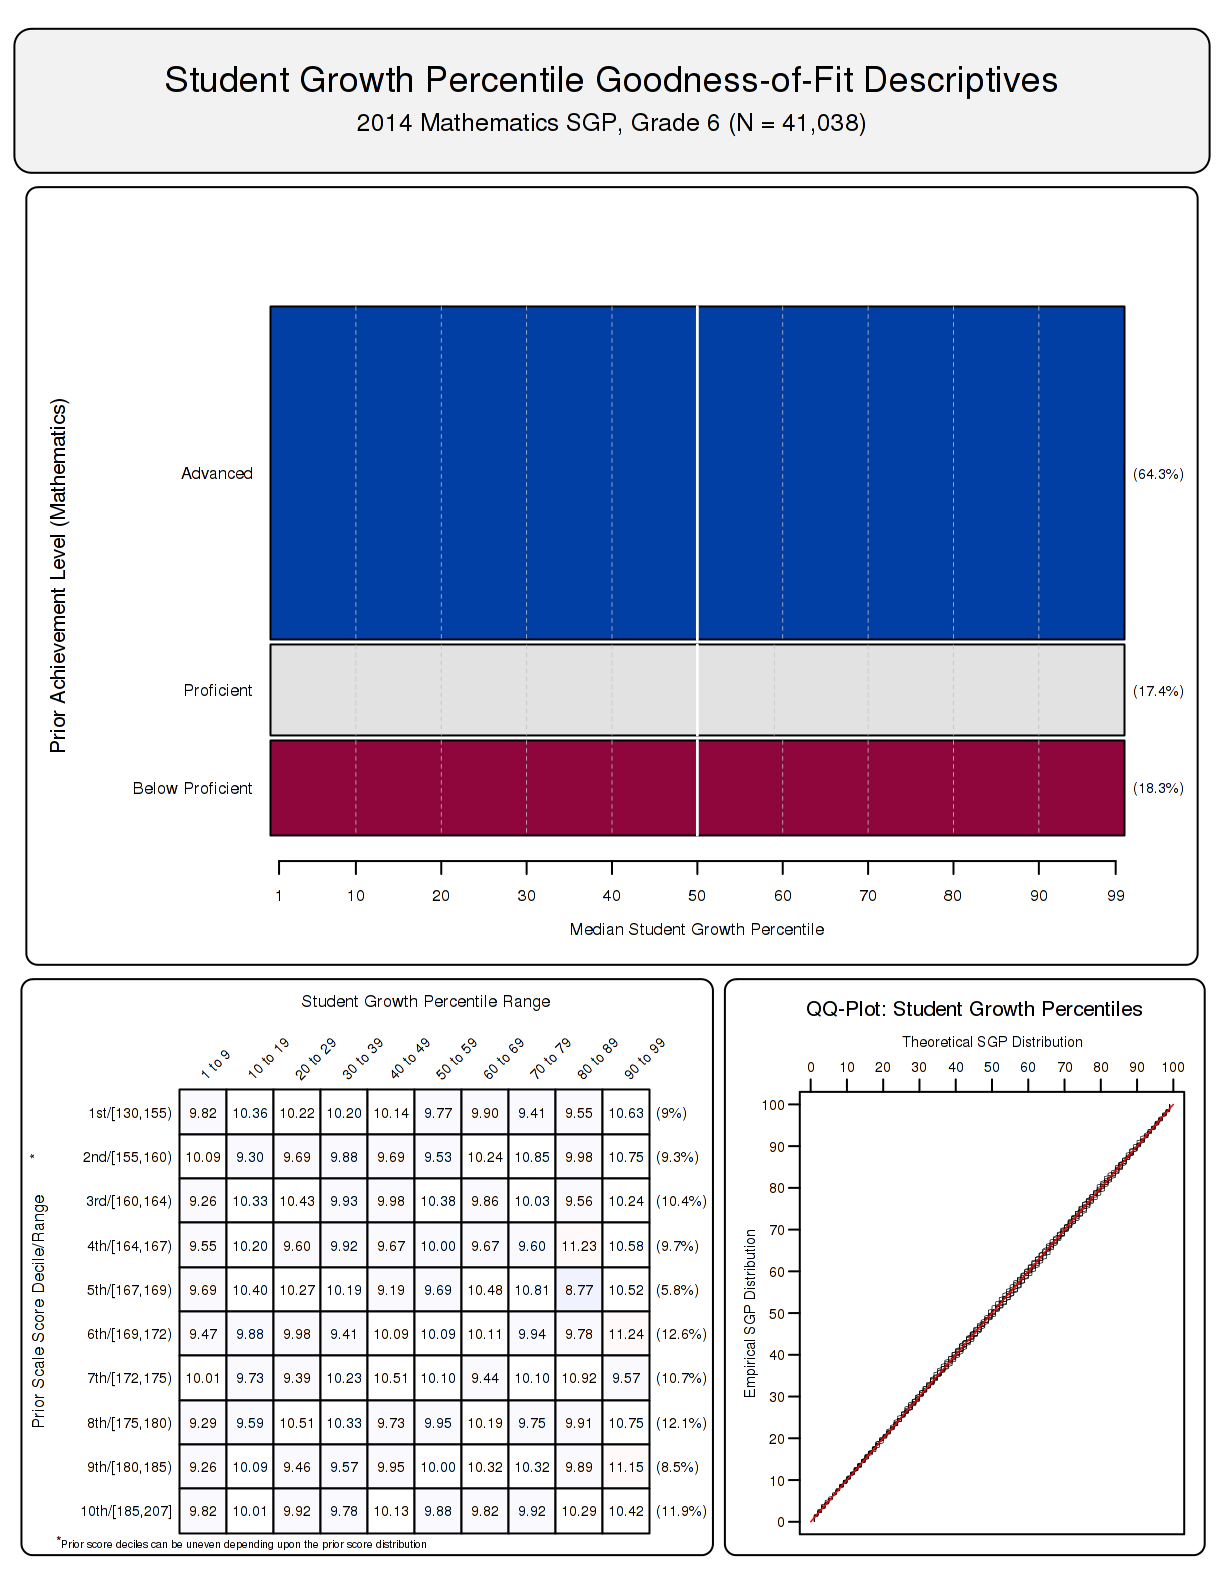 Student Growth Percentile Goodness-of-Fit Descriptives
2014 Mathematics SGP, Grade 6 (N = 41,038)
Prior Achievement Level (Mathematics)
Advanced (64.3%)
Proficient (17.4%)
Below Proficient (18.3%)
1 10 20 30 40 50 60 70 80 90 99
Median Student Growth Percentile
Student Growth Percentile Range
1 to 9 10 to 19 20 to 29 30 to 39 40 to 49 50 to 59 60 to 69 70 to 79 80 to 89 90 to 99
Prior Scale Score Decile/Range *
1st/[130,155) 9.82 10.36 10.22 10.20 10.14 9.77 9.90 9.41 9.55 10.63 (9%)
2nd/[155,160) 10.09 9.30 9.69 9.88 9.69 9.53 10.24 10.85 9.98 10.75 (9.3%)
3rd/[160,164) 9.26 10.33 10.43 9.93 9.98 10.38 9.86 10.03 9.56 10.24 (10.4%)
4th/[164,167) 9.55 10.20 9.60 9.92 9.67 10.00 9.67 9.60 11.23 10.58 (9.7%)
5th/[167,169) 9.69 10.40 10.27 10.19 9.19 9.69 10.48 10.81 8.77 10.52 (5.8%)
6th/[169,172) 9.47 9.88 9.98 9.41 10.09 10.09 10.11 9.94 9.78 11.24 (12.6%)
7th/[172,175) 10.01 9.73 9.39 10.23 10.51 10.10 9.44 10.10 10.92 9.57 (10.7%)
8th/[175,180) 9.29 9.59 10.51 10.33 9.73 9.95 10.19 9.75 9.91 10.75 (12.1%)
9th/[180,185) 9.26 10.09 9.46 9.57 9.95 10.00 10.32 10.32 9.89 11.15 (8.5%)
10th/[185,207] 9.82 10.01 9.92 9.78 10.13 9.88 9.82 9.92 10.29 10.42 (11.9%)
*Prior score deciles can be uneven depending upon the prior score distribution
QQ-Plot: Student Growth Percentiles
Theoretical SGP Distribution
0 10 20 30 40 50 60 70 80 90 100
Empirical SGP Distribution
100
90
80
70
60
50
40
30
20
10
0